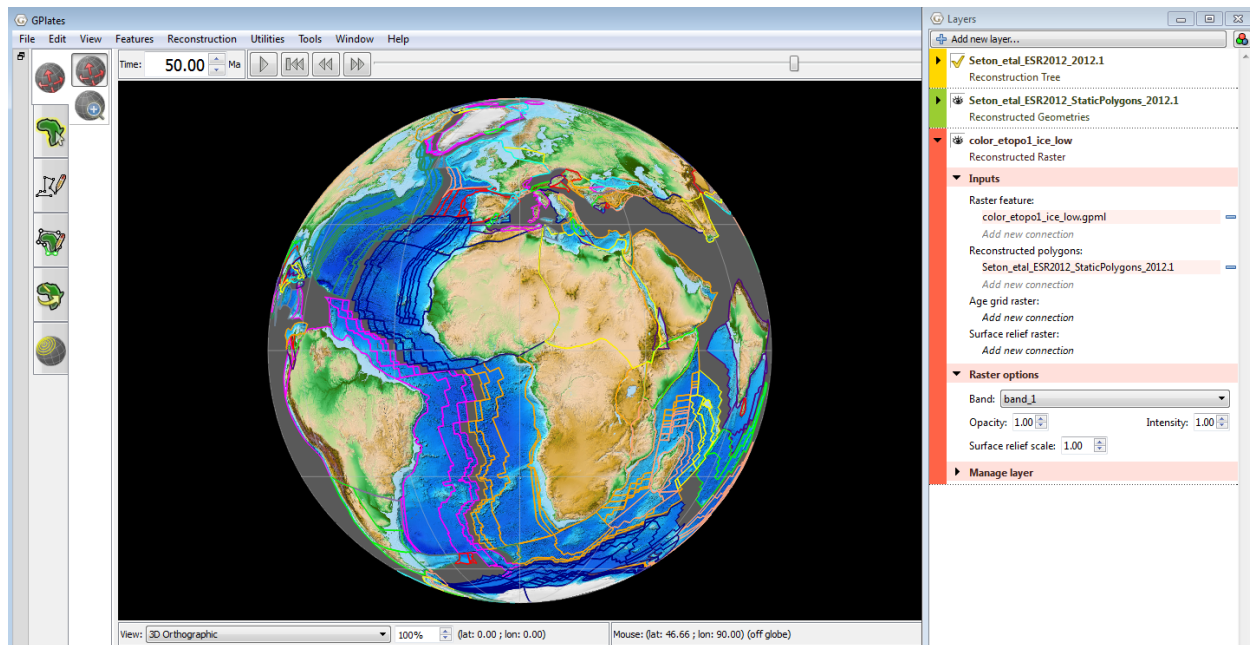 GPlates
File Edit View Features Reconstruction Utilities Tools Window Help
Time: 50.00 Ma
View: 3D Orthographic 100% (lat: 0.00 ; lon: 0.00) Mouse: (lat: 46.66 ; lon: 90.00) (off globe)
Layers
Add new layer...
Seton_etal_ESR2012_2012.1
Reconstruction Tree
Seton_etal_ESR2012_StaticPolygons_2012.1
Reconstructed Geometries
color_etopo1_ice_low
Reconstructed Raster
Inputs
Raster feature:
color_etopo1_ice_low.gpml
Add new connection
Reconstructed polygons:
Seton_etal_ESR2012_StaticPolygons_2012.1
Add new connection
Age grid raster:
Add new connection
Surface relief raster:
Add new connection
Raster options
Band: band_1
Opacity: 1.00 Intensity: 1.00
Surface relief scale: 1.00
Manage layer